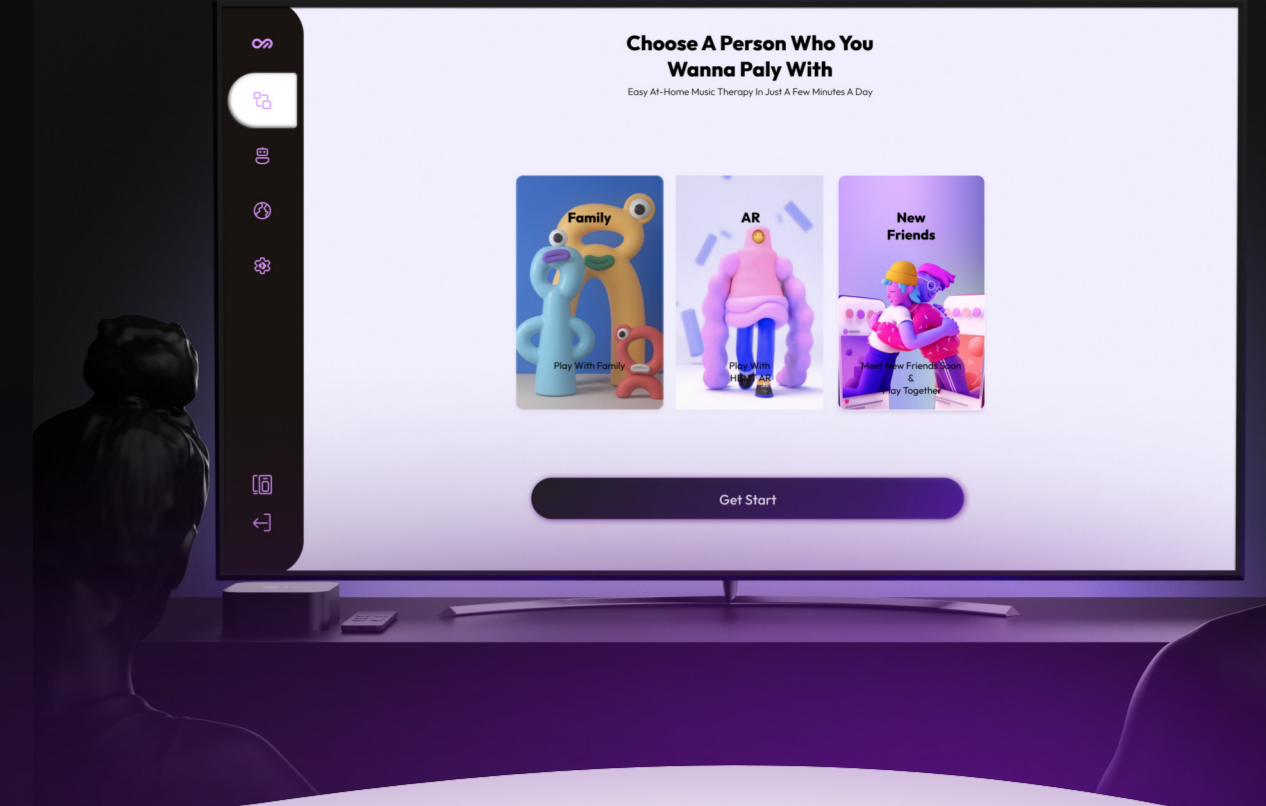 Choose A Person Who You
Wanna Paly With
Easy At-Home Music Therapy In Just A Few Minutes A Day
Family
AR
New
Friends
Play With Family
Play With
AR
Meet New Friends Soon
&
Play Together
Get Start